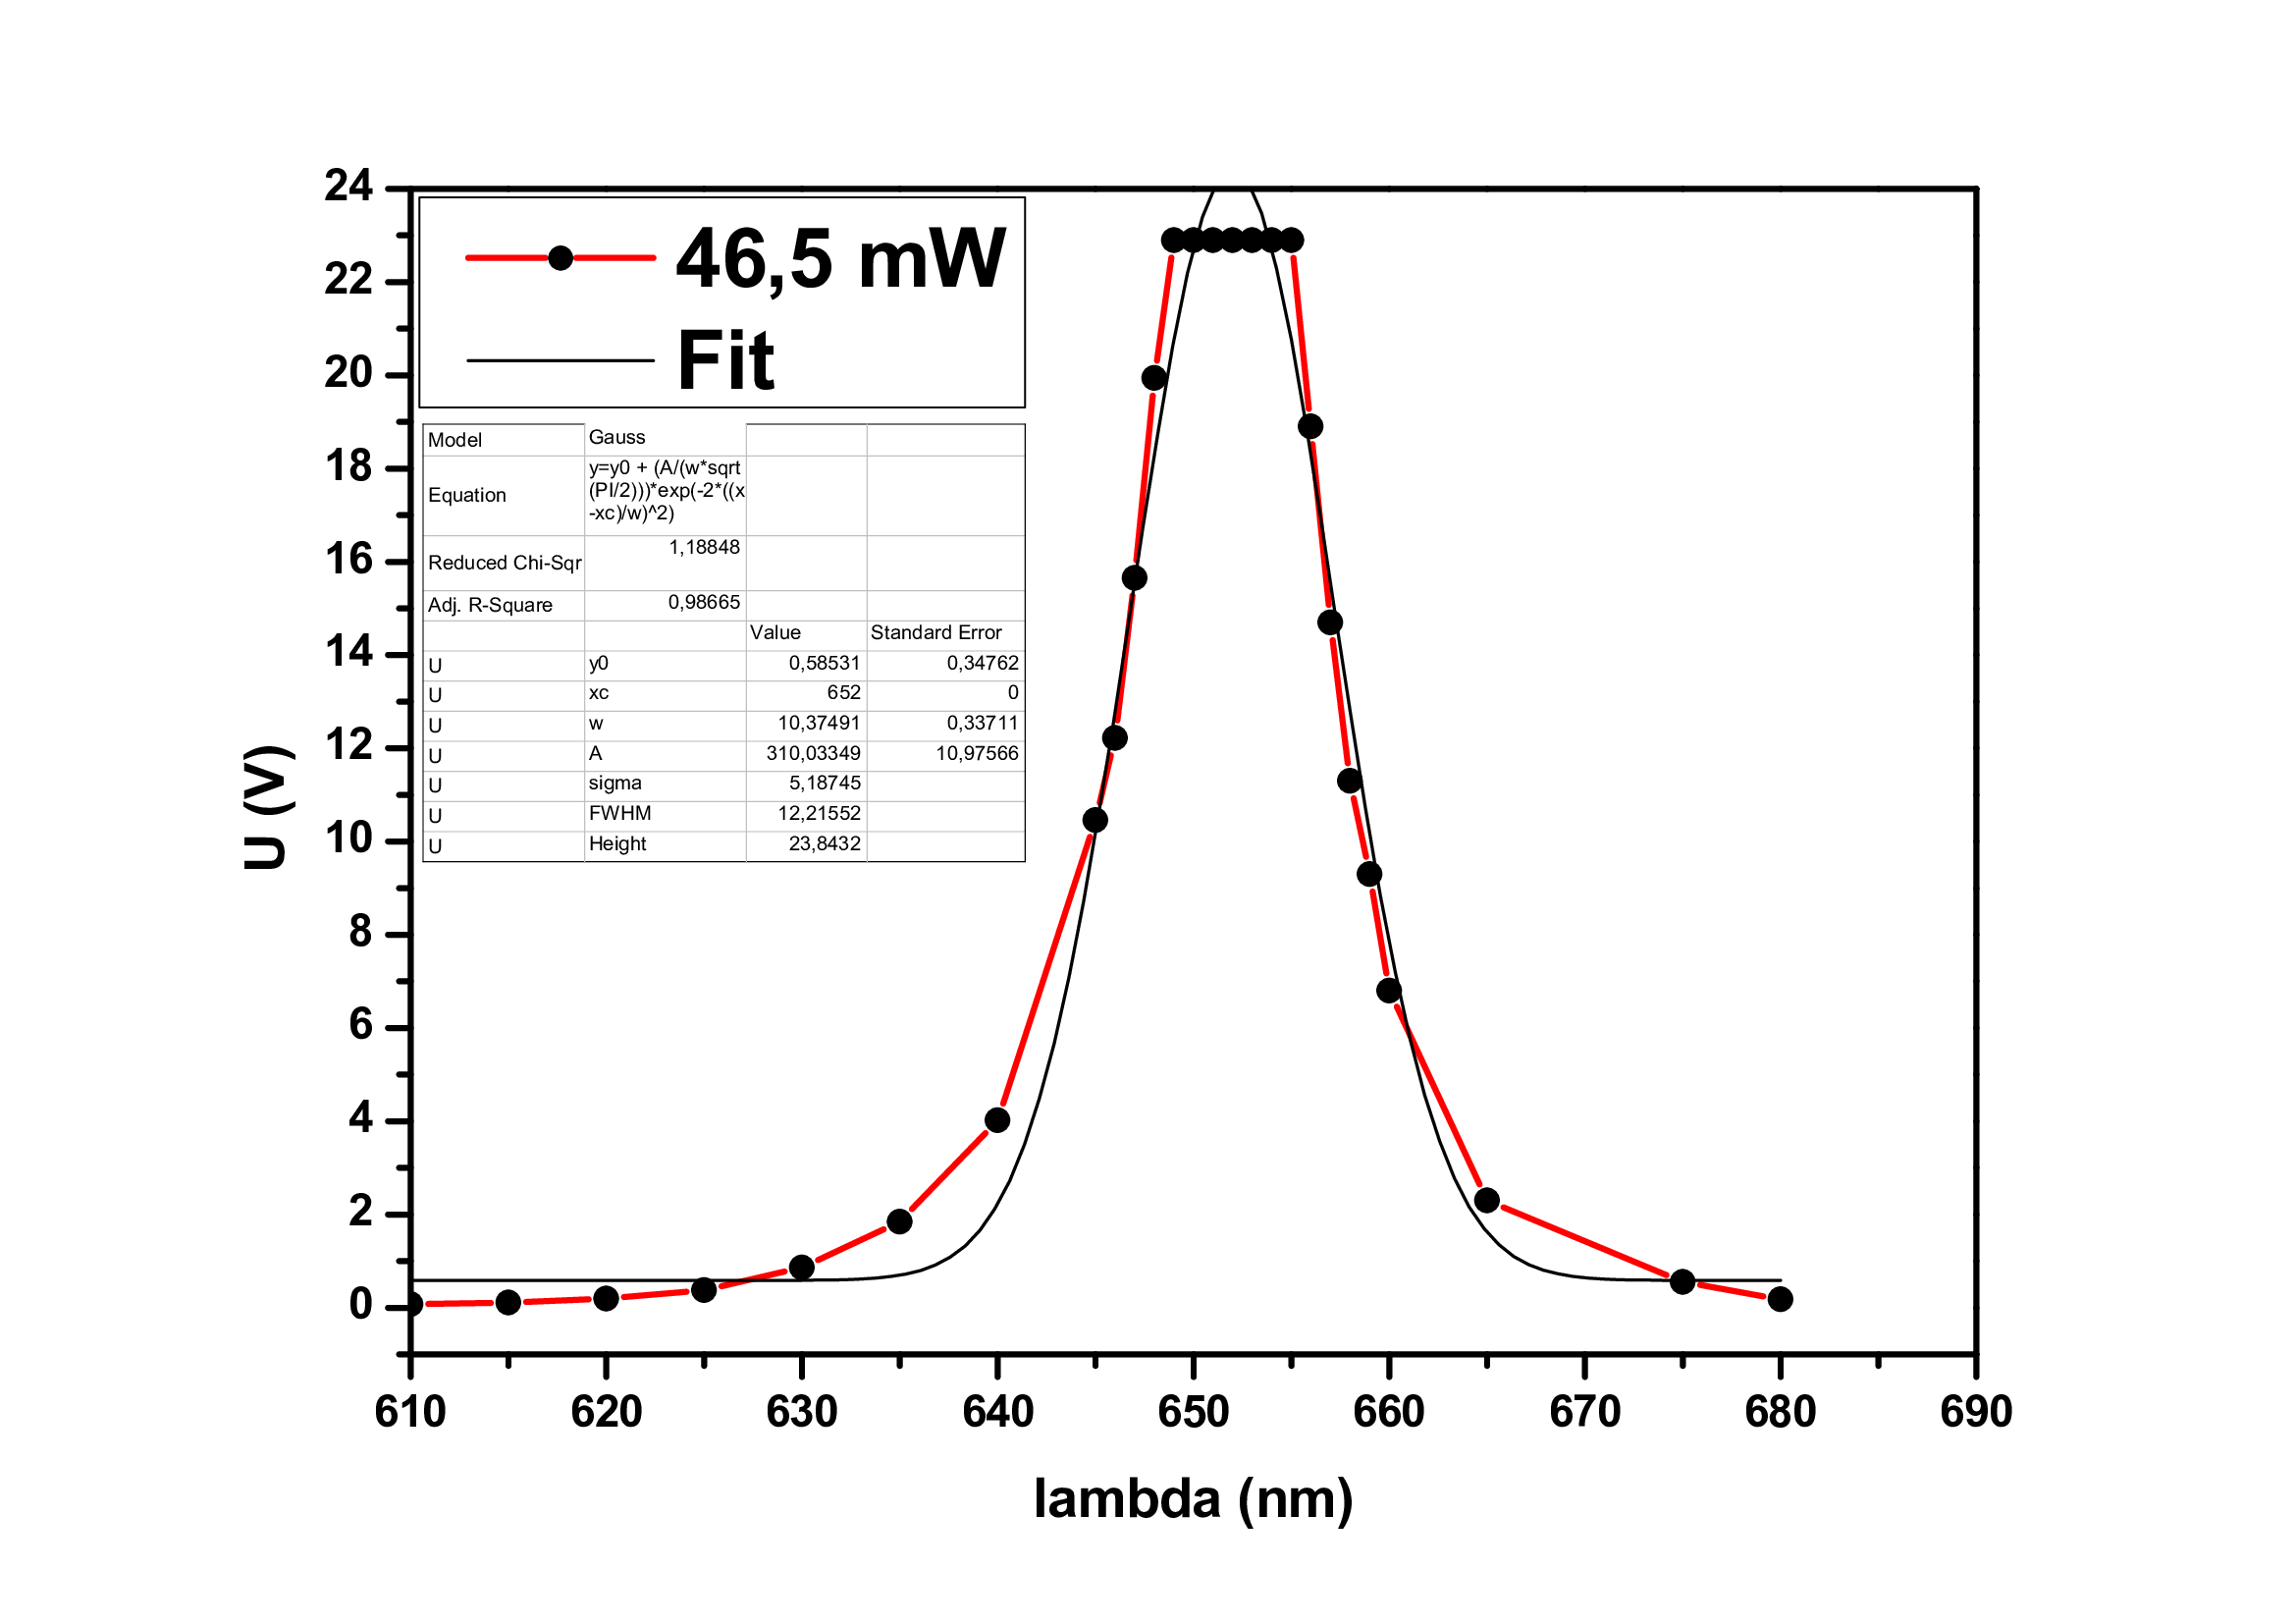 24
22
20
18
16
14
12
10
8
6
4
2
0
U (V)
46,5 mW
Fit
Model Gauss
Equation y=y0 + (A/(w*sqrt
(PI/2)))*exp(-2*((x
-xc)/w)^2)
Reduced Chi-Sqr 1,18848
Adj. R-Square 0,98665
Value Standard Error
U y0 0,58531 0,34762
U xc 652 0
U w 10,37491 0,33711
U A 310,03349 10,97566
U sigma 5,18745
U FWHM 12,21552
U Height 23,8432
610 620 630 640 650 660 670 680 690
lambda (nm)